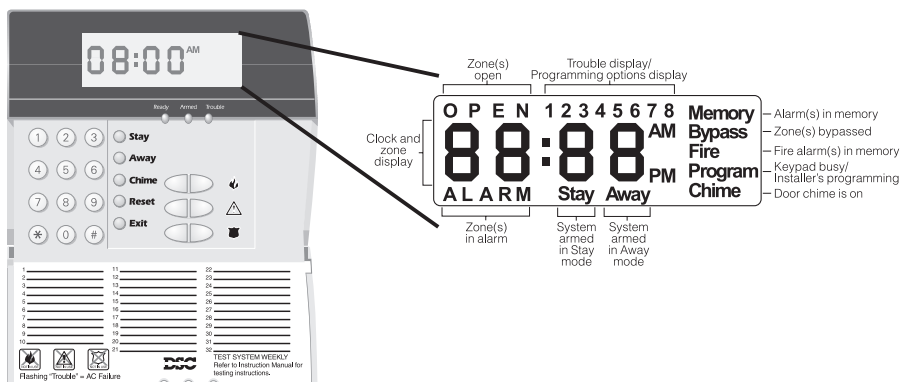 08:00 AM
Ready Armed Trouble
1 2 3 Stay
4 5 6 Away
7 8 9 Chime
Reset
* 0 # Exit
1 11 22
2 12 23
3 13 24
4 14 25
5 15 26
6 16 27
7 17 28
8 18 29
9 19 30
10 20 31
21 32
DSC
TEST SYSTEM WEEKLY
Refer to Instruction Manual for
testing instructions.
Flashing "Trouble" = AC Failure
Zone(s)
open
Trouble display/
Programming options display
Clock and
zone
display
OPEN 1 2 3 4 5 6 7 8 Memory
88:88 AM Bypass
Fire
PM Program
ALARM Stay Away Chime
Alarm(s) in memory
Zone(s) bypassed
Fire alarm(s) in memory
Keypad busy/
Installer's programming
Door chime is on
Zone(s)
in alarm
System
armed
in Stay
mode
System
armed
in Away
mode